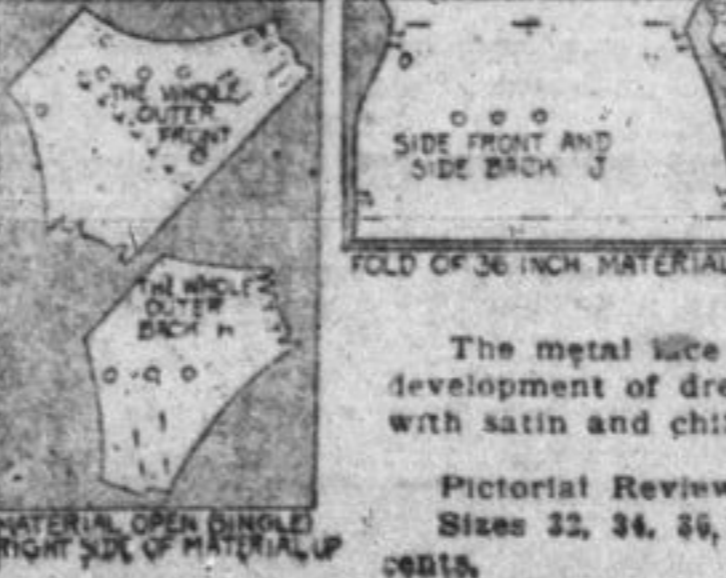 THE WHOLE
OUTER
FRONT
SIDE FRONT AND
SIDE BACK J
FOLD OF 36 INCH MATERIAL
THE WHOLE
OUTER
BACK H
MATERIAL OPEN (SINGLE)
RIGHT SIDE OF MATERIAL UP
The metal lace
development of
with satin and
Pictorial Review
Sizes 32, 34, 36,
cents.